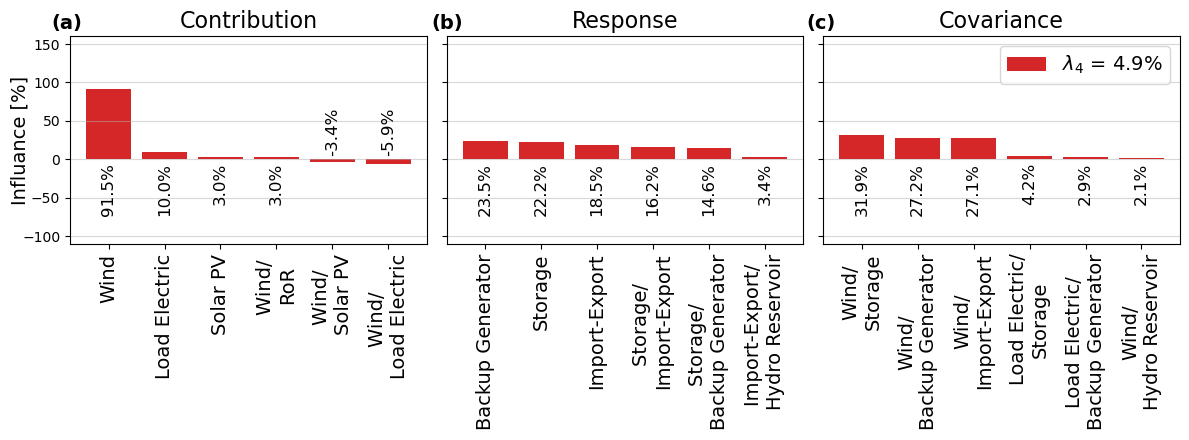 (a)
Contribution
(b)
Response
(c)
Covariance
Influance [%]
150
100
50
0
−50
−100
91.5%
10.0%
3.0%
3.0%
-3.4%
-5.9%
23.5%
22.2%
18.5%
16.2%
14.6%
3.4%
λ4 = 4.9%
31.9%
27.2%
27.1%
4.2%
2.9%
2.1%
Wind
Load Electric
Solar PV
Wind/
RoR
Wind/
Solar PV
Wind/
Load Electric
Backup Generator
Storage
Import-Export
Storage/
Import-Export
Storage/
Backup Generator
Import-Export/
Hydro Reservoir
Wind/
Storage
Wind/
Backup Generator
Wind/
Import-Export
Load Electric/
Storage
Load Electric/
Backup Generator
Wind/
Hydro Reservoir